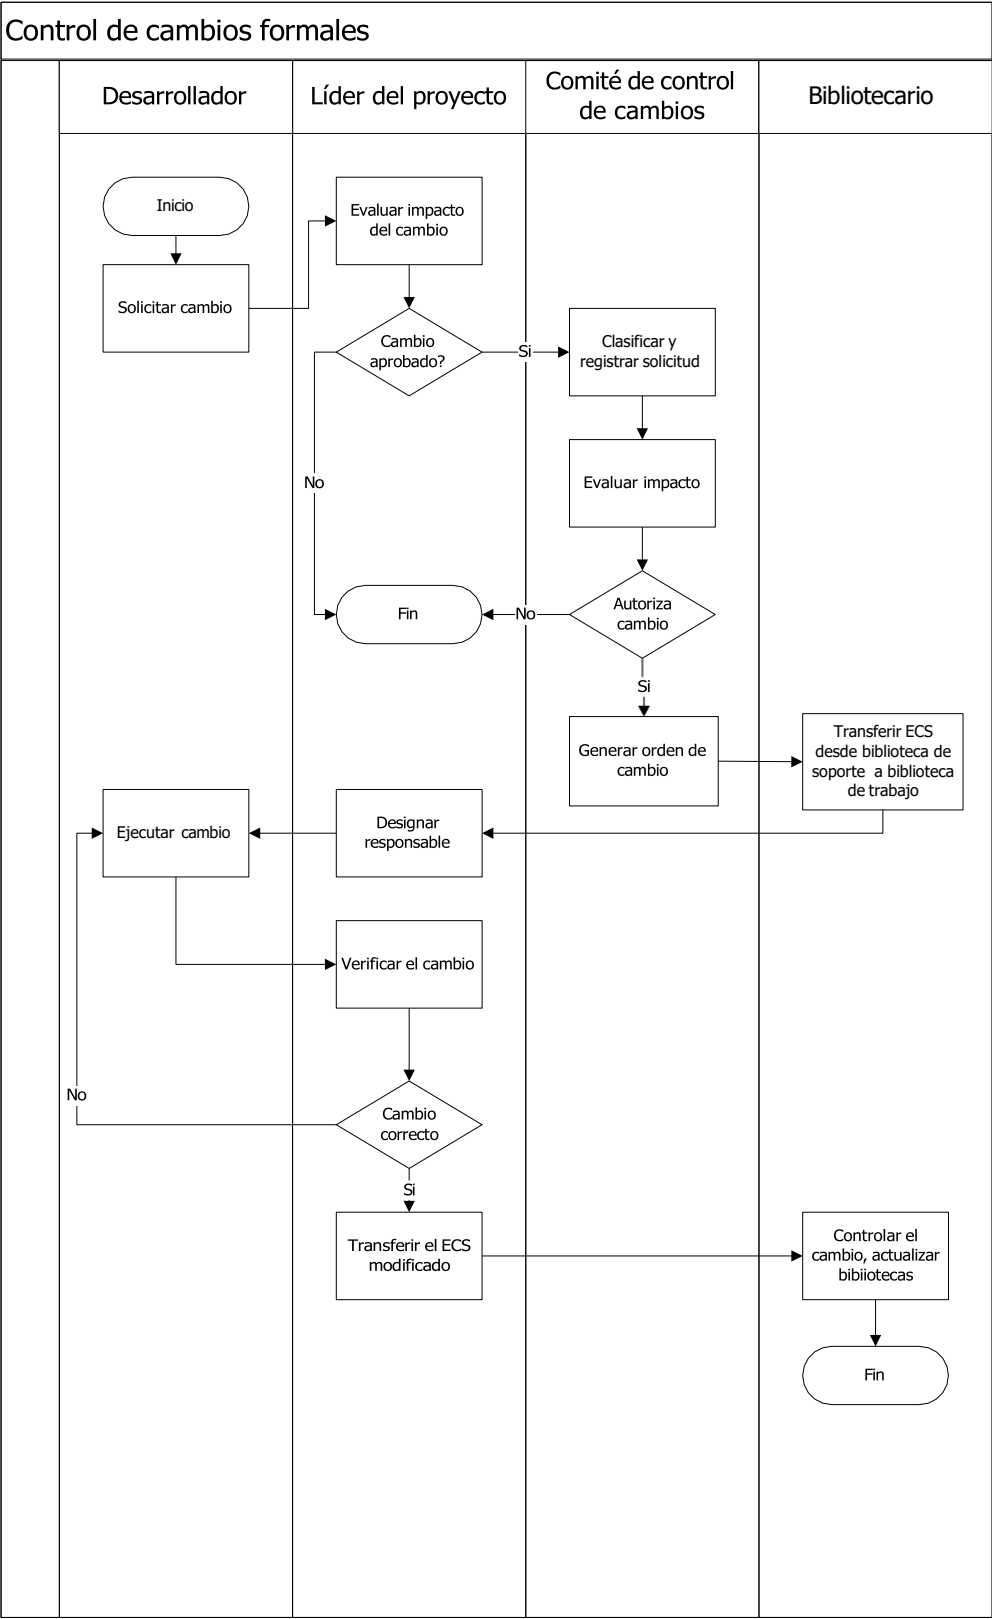 Control de cambios formales
Desarrollador
Líder del proyecto
Comité de control
de cambios
Bibliotecario
Inicio
Evaluar impacto
del cambio
Solicitar cambio
Cambio
aprobado?
Si
Clasificar y
registrar solicitud
No
Evaluar impacto
Fin
No
Autoriza
cambio
Si
Generar orden de
cambio
Transferir ECS
desde biblioteca de
soporte a biblioteca
de trabajo
Ejecutar cambio
Designar
responsable
Verificar el cambio
No
Cambio
correcto
Si
Transferir el ECS
modificado
Controlar el
cambio, actualizar
bibiiotecas
Fin